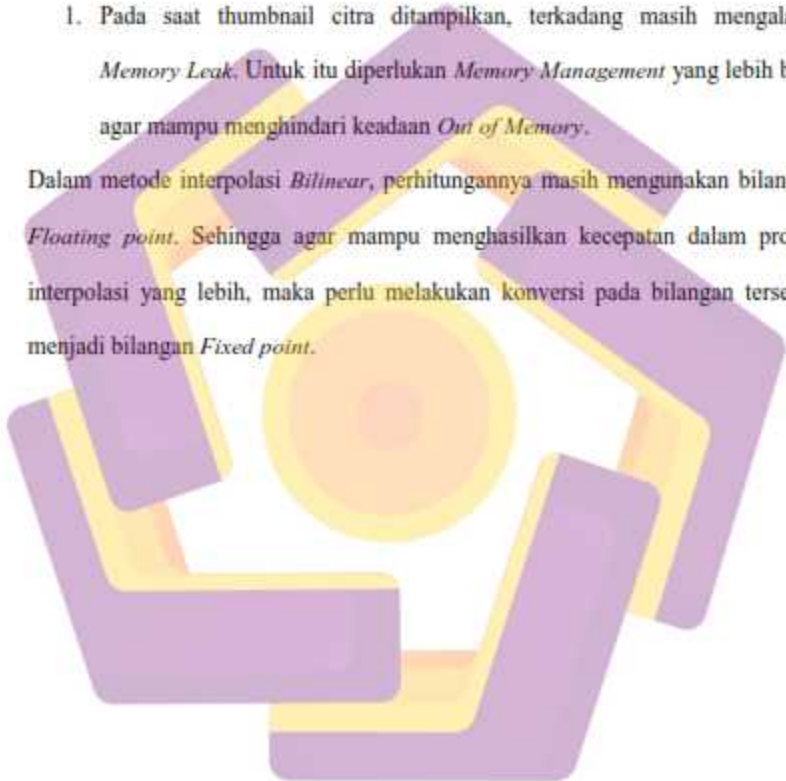 1. Pada saat thumbnail citra ditampilkan, terkadang masih mengal
Memory Leak. Untuk itu diperlukan Memory Management yang lebih b
agar mampu menghindari keadaan Out of Memory.
Dalam metode interpolasi Bilinear, perhitungannya masih mengunakan bilan
Floating point. Sehingga agar mampu menghasilkan kecepatan dalam pro
interpolasi yang lebih, maka perlu melakukan konversi pada bilangan terse
menjadi bilangan Fixed point.